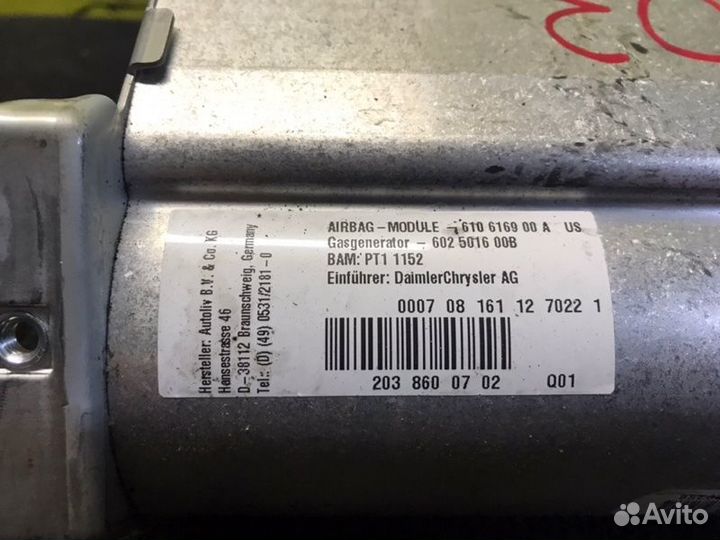 Hersteller: Autoliv B.V. & Co. KG
Hansestrasse 46
D-38112 Braunschweig, Germany
Tel.: (0) (49) 0531/2181-0
AIRBAG-MODULE - 610 6169 00 A US
Gasgenerator - 602 5016 00B
BAM: PT1 1152
Einführer: DaimlerChrysler AG
0007 08 161 12 7022 1
203 860 07 02 Q01
Avito